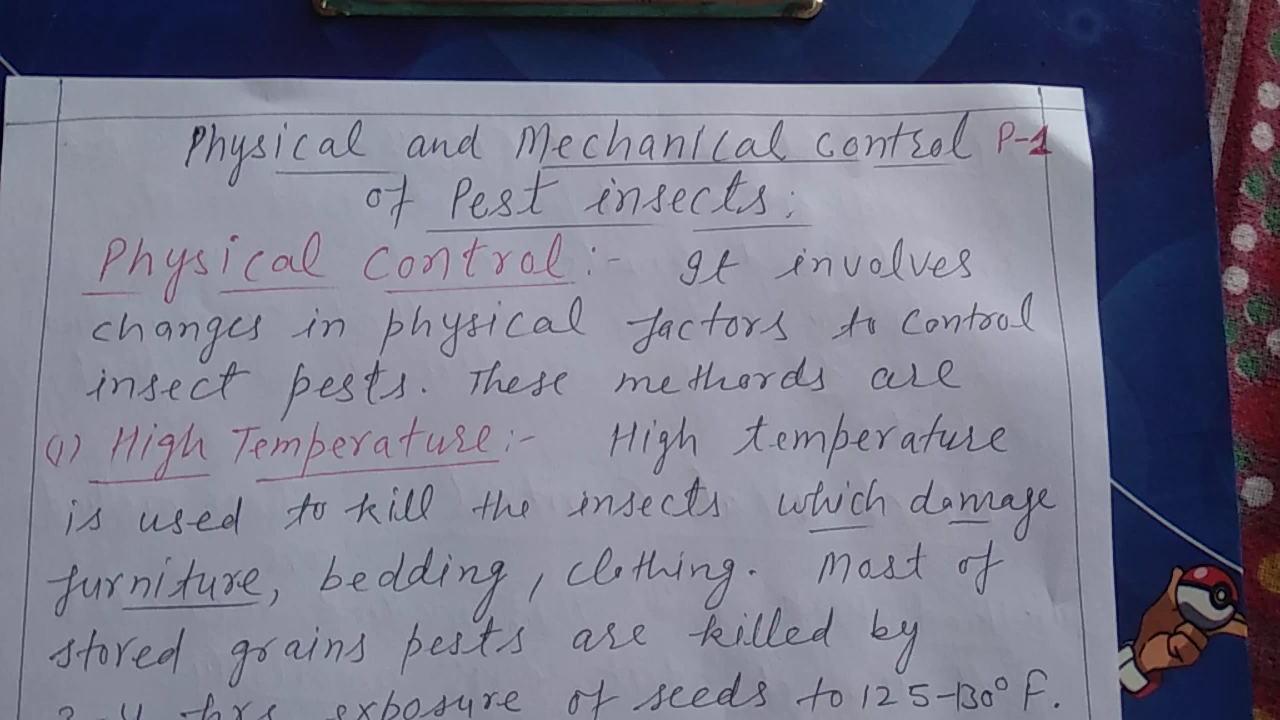 Physical and Mechanical control P-1
of Pest insects:
Physical control:- It involves
changes in physical factors to control
insect pests. These methords are
(1) High Temperature:- High temperature
is used to kill the insects which damage
furniture, bedding, clothing. Most of
stored grains pests are killed by
exposure of seeds to 125-130° F.